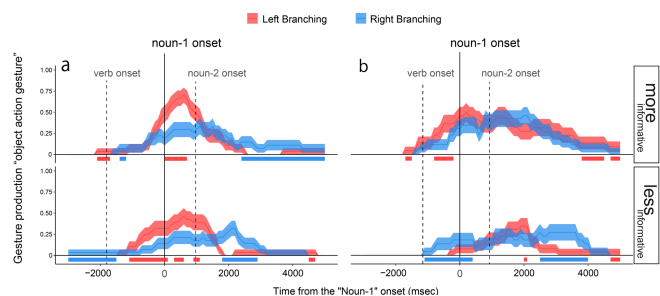 Left Branching Right Branching
noun-1 onset noun-1 onset
a b
verb onset noun-2 onset verb onset noun-2 onset
Gesture production "object action gesture"
1.00
0.75
0.50
0.25
0
more
informative
1.00
0.75
0.50
0.25
0
less
informative
−2000 0 2000 4000 −2000 0 2000 4000
Time from the "Noun-1" onset (msec)